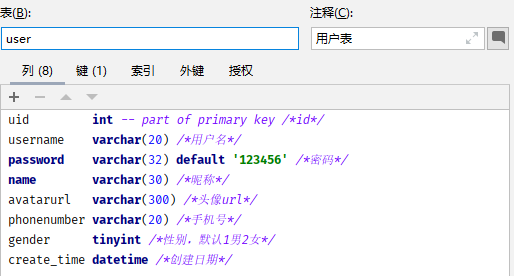 表(B): 注释(C):
user 用户表
列 (8) 键 (1) 索引 外键 授权
uid int -- part of primary key /*id*/
username varchar(20) /*用户名*/
password varchar(32) default '123456' /*密码*/
name varchar(30) /*昵称*/
avatarurl varchar(300) /*头像url*/
phonenumber varchar(20) /*手机号*/
gender tinyint /*性别，默认1男2女*/
create_time datetime /*创建日期*/